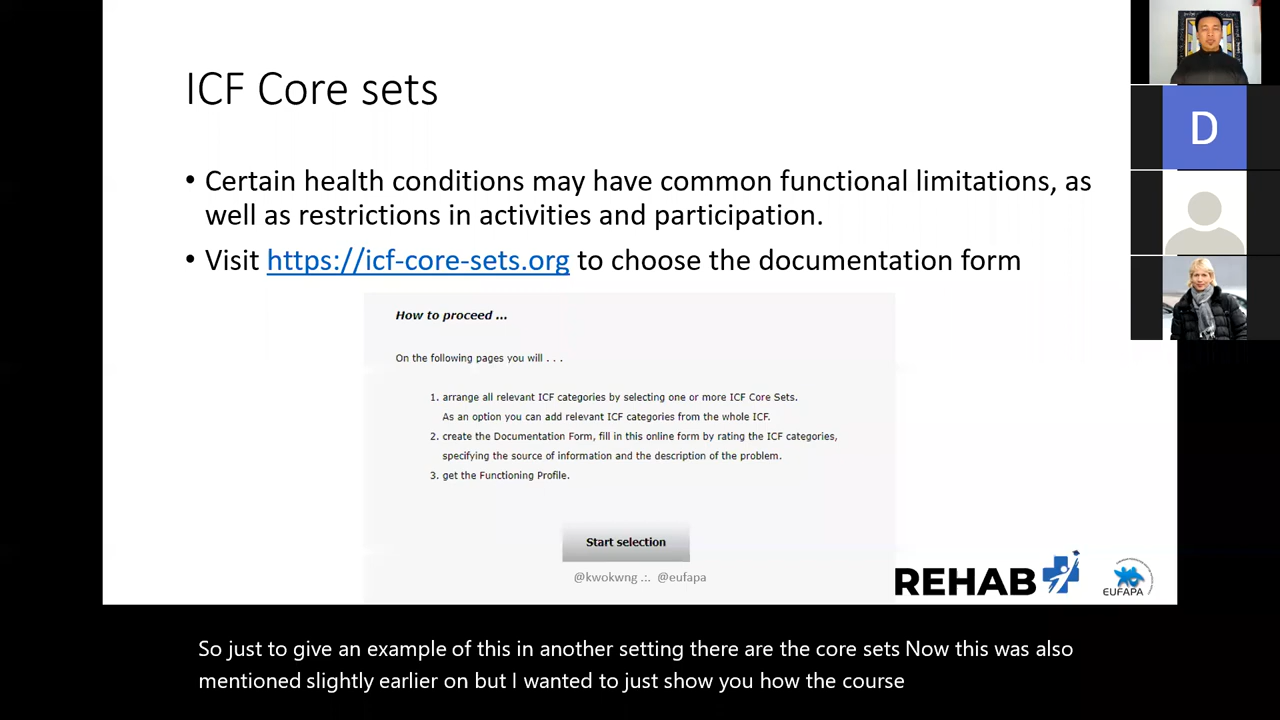 ICF Core sets
• Certain health conditions may have common functional limitations, as
well as restrictions in activities and participation.
• Visit https://icf-core-sets.org to choose the documentation form
How to proceed ...
On the following pages you will . . .
1. arrange all relevant ICF categories by selecting one or more ICF Core Sets.
As an option you can add relevant ICF categories from the whole ICF.
2. create the Documentation Form, fill in this online form by rating the ICF categories,
specifying the source of information and the description of the problem.
3. get the Functioning Profile.
Start selection
@kwokwng .:. @eufapa
REHAB
EUFAPA
D
So just to give an example of this in another setting there are the core sets Now this was also
mentioned slightly earlier on but I wanted to just show you how the course